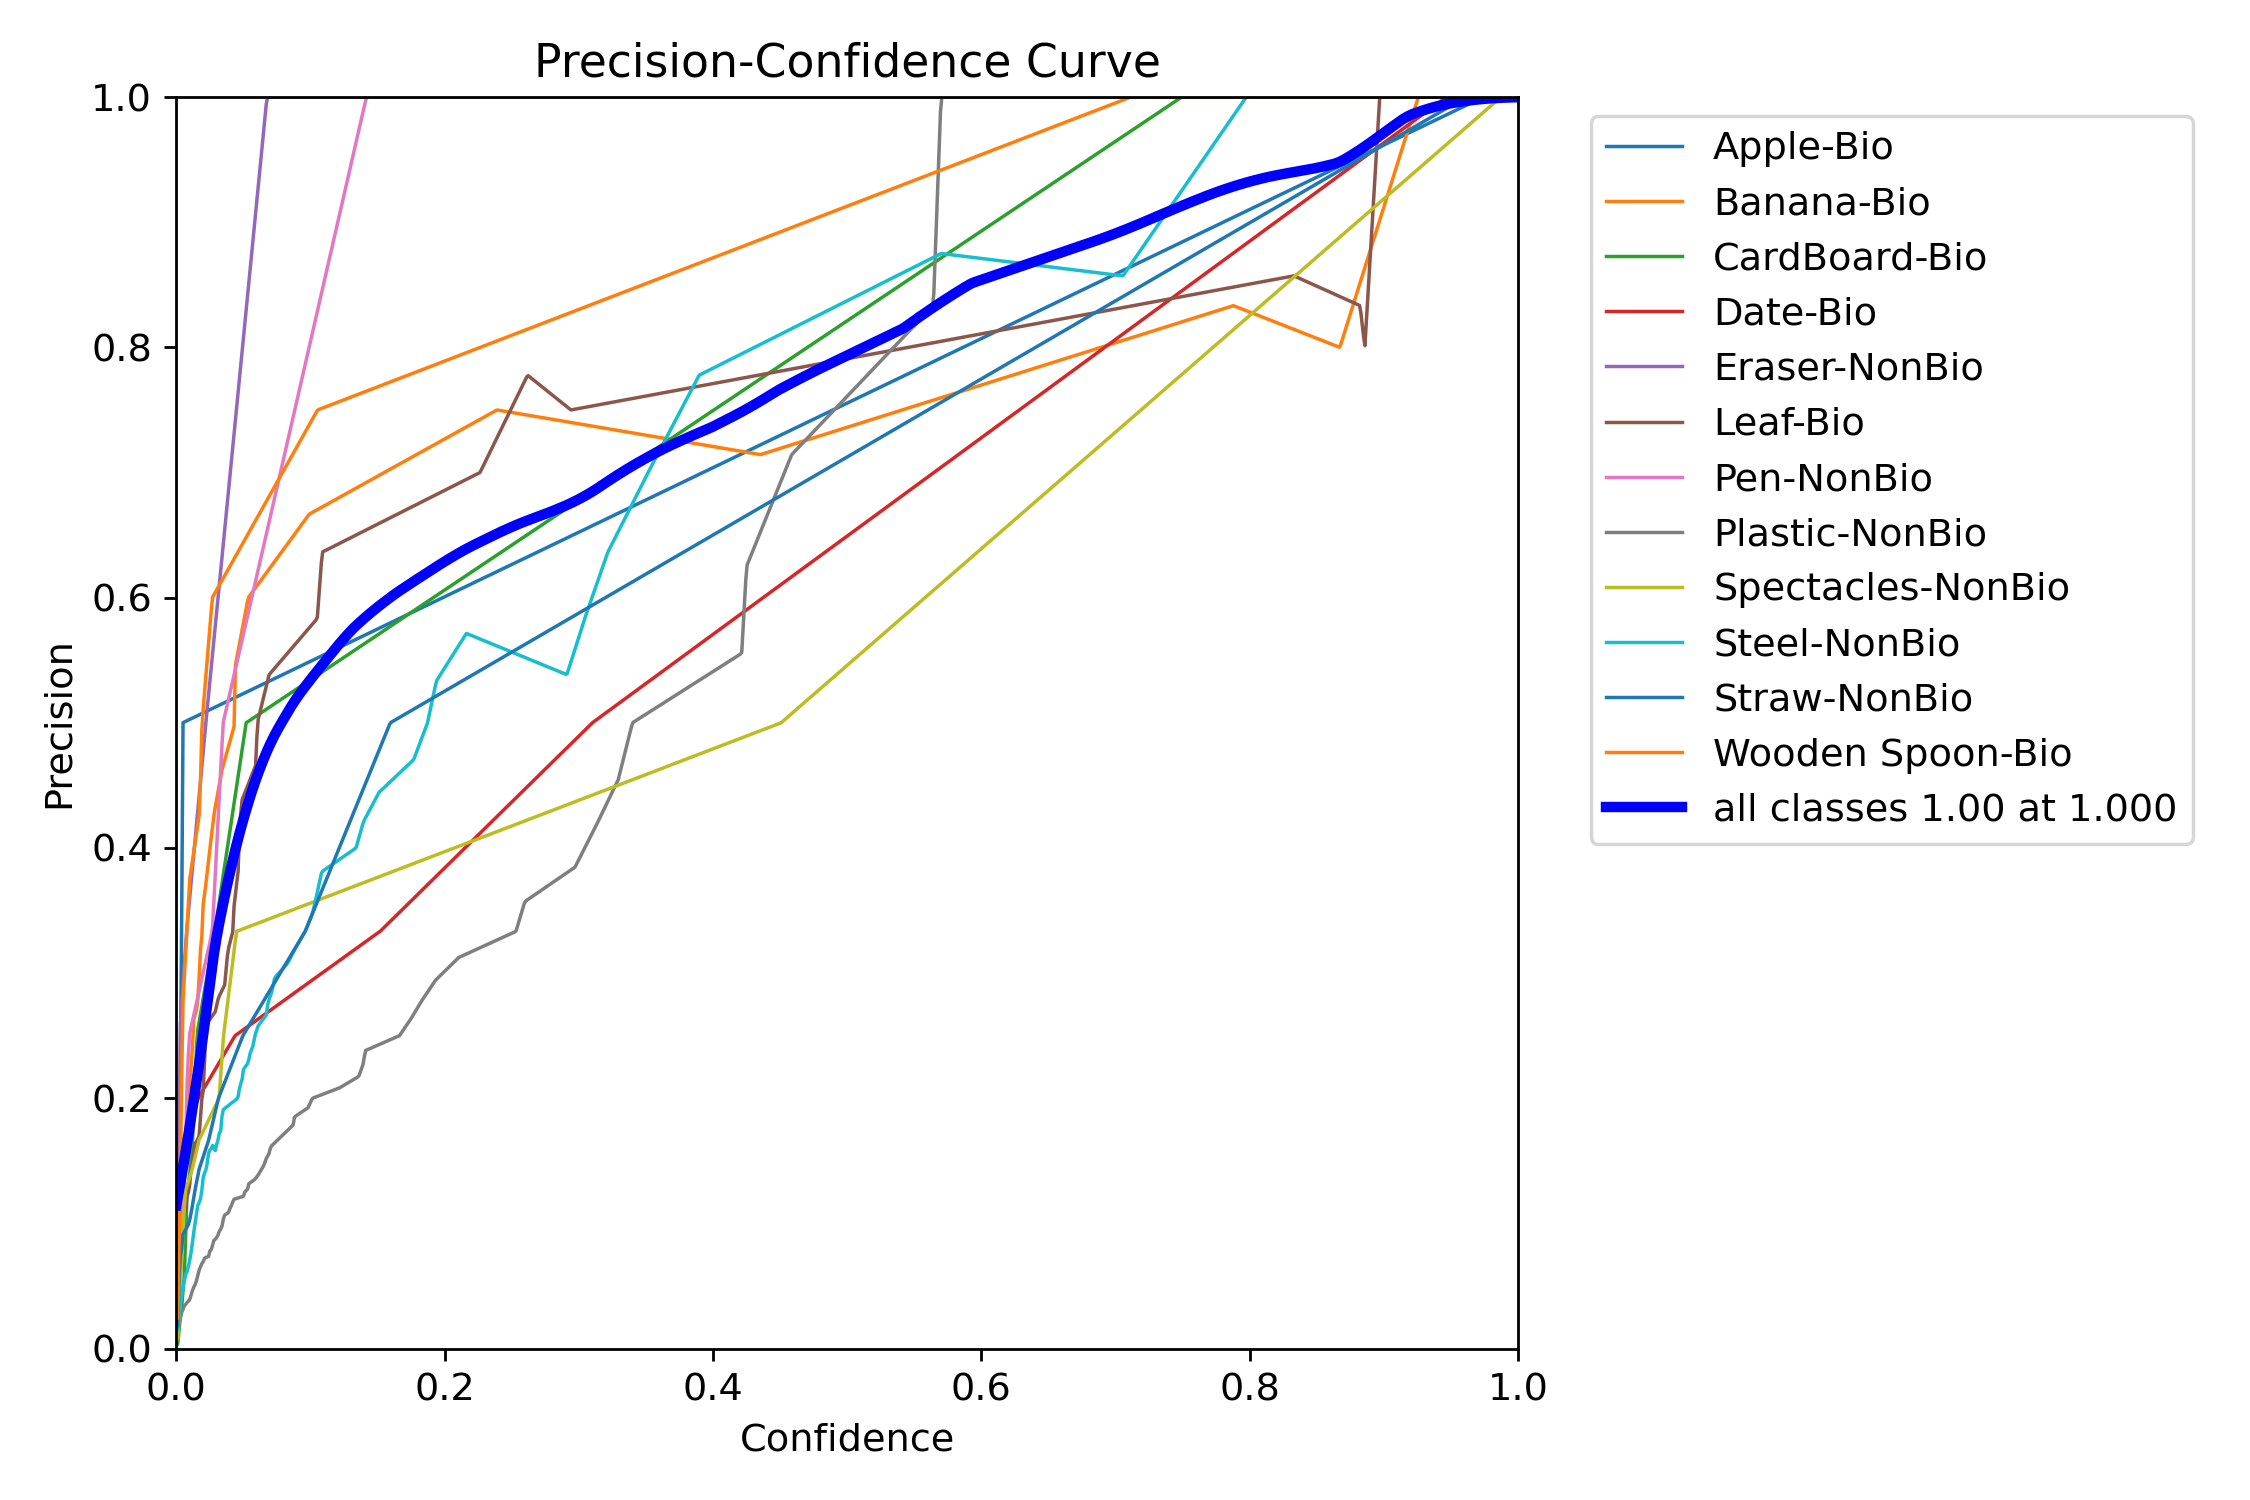 Precision-Confidence Curve
1.0
0.8
0.6
0.4
0.2
0.0
Precision
0.0 0.2 0.4 0.6 0.8 1.0
Confidence
Apple-Bio
Banana-Bio
CardBoard-Bio
Date-Bio
Eraser-NonBio
Leaf-Bio
Pen-NonBio
Plastic-NonBio
Spectacles-NonBio
Steel-NonBio
Straw-NonBio
Wooden Spoon-Bio
all classes 1.00 at 1.000